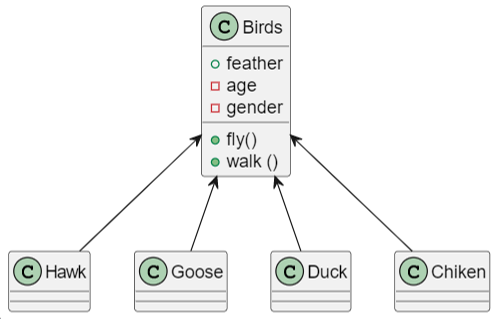 C Birds
feather
age
gender
fly()
walk ()
C Hawk
C Goose
C Duck
C Chiken